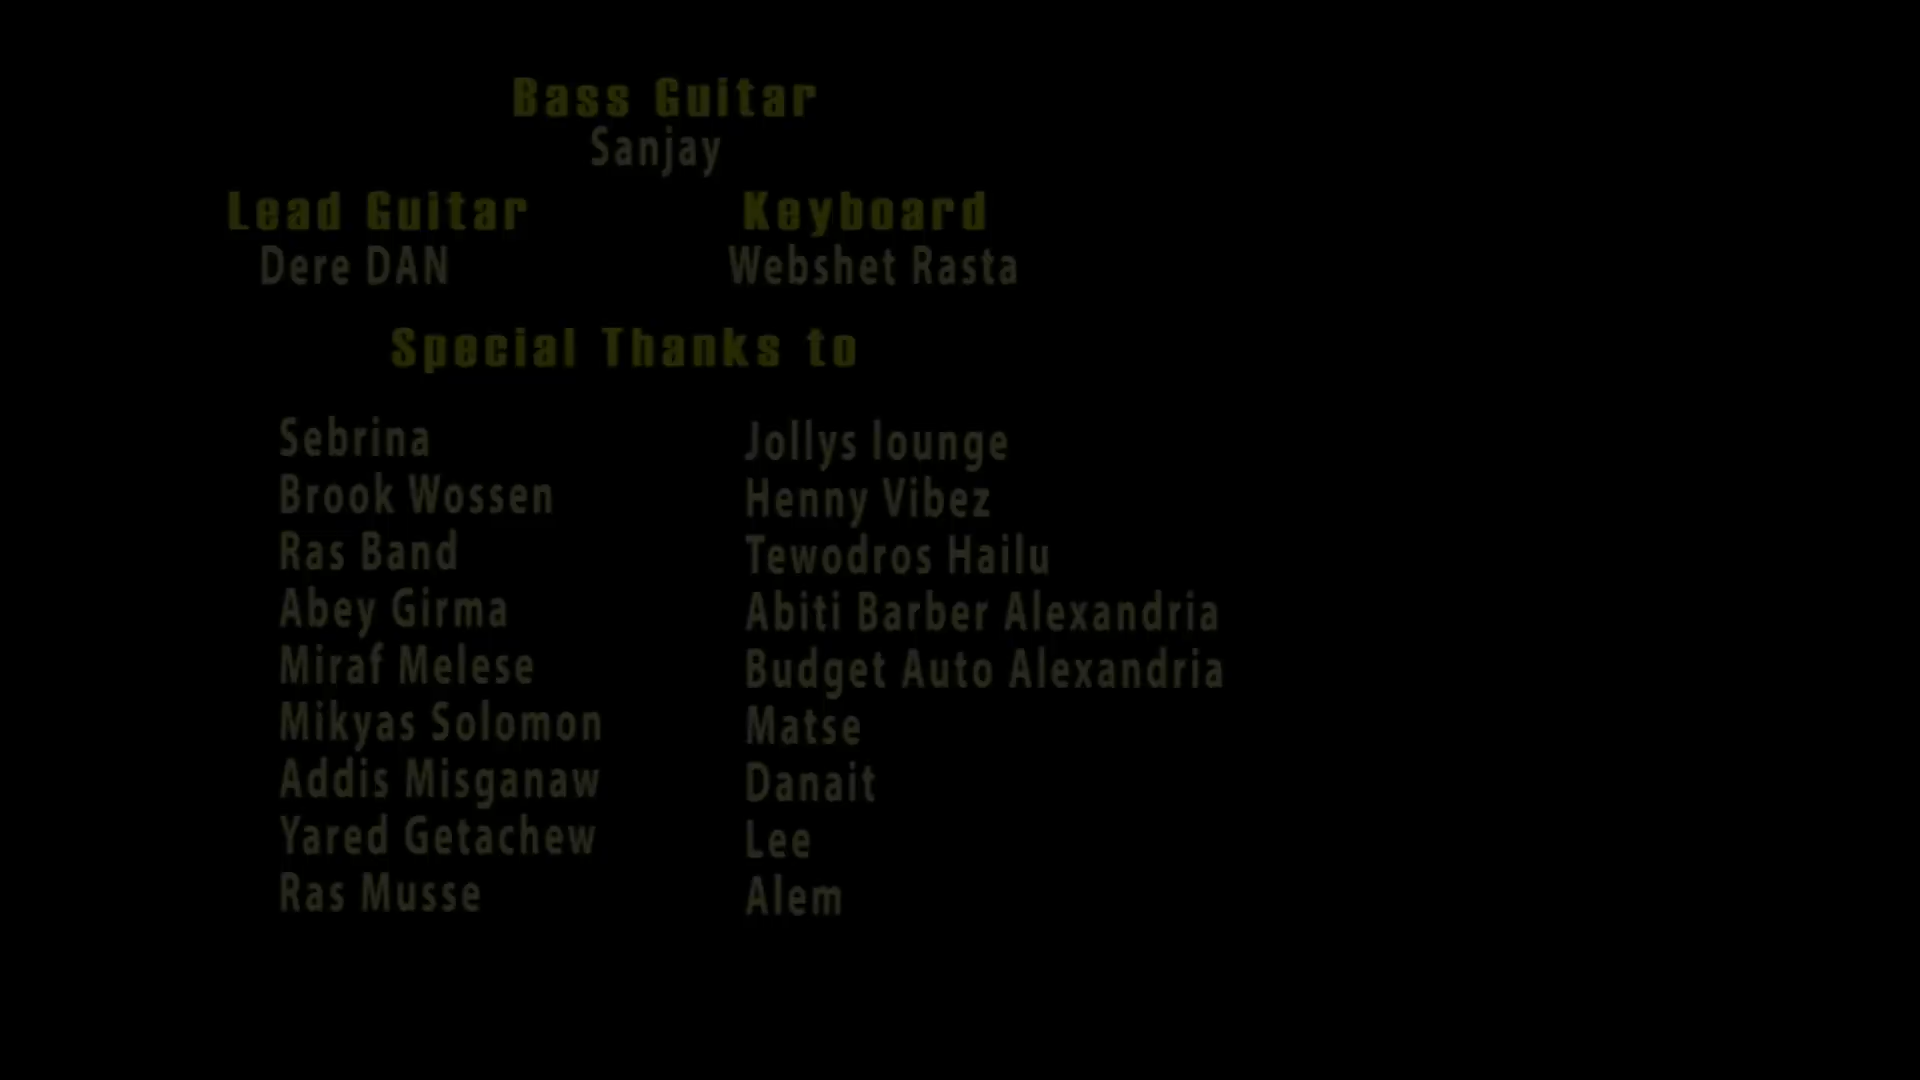 Bass Guitar
Sanjay
Lead Guitar
Dere DAN
Keyboard
Webshet Rasta
Special Thanks to
Sebrina
Brook Wossen
Ras Band
Abey Girma
Miraf Melese
Mikyas Solomon
Addis Misganaw
Yared Getachew
Ras Musse
Jollys lounge
Henny Vibez
Tewodros Hailu
Abiti Barber Alexandria
Budget Auto Alexandria
Matse
Danait
Lee
Alem